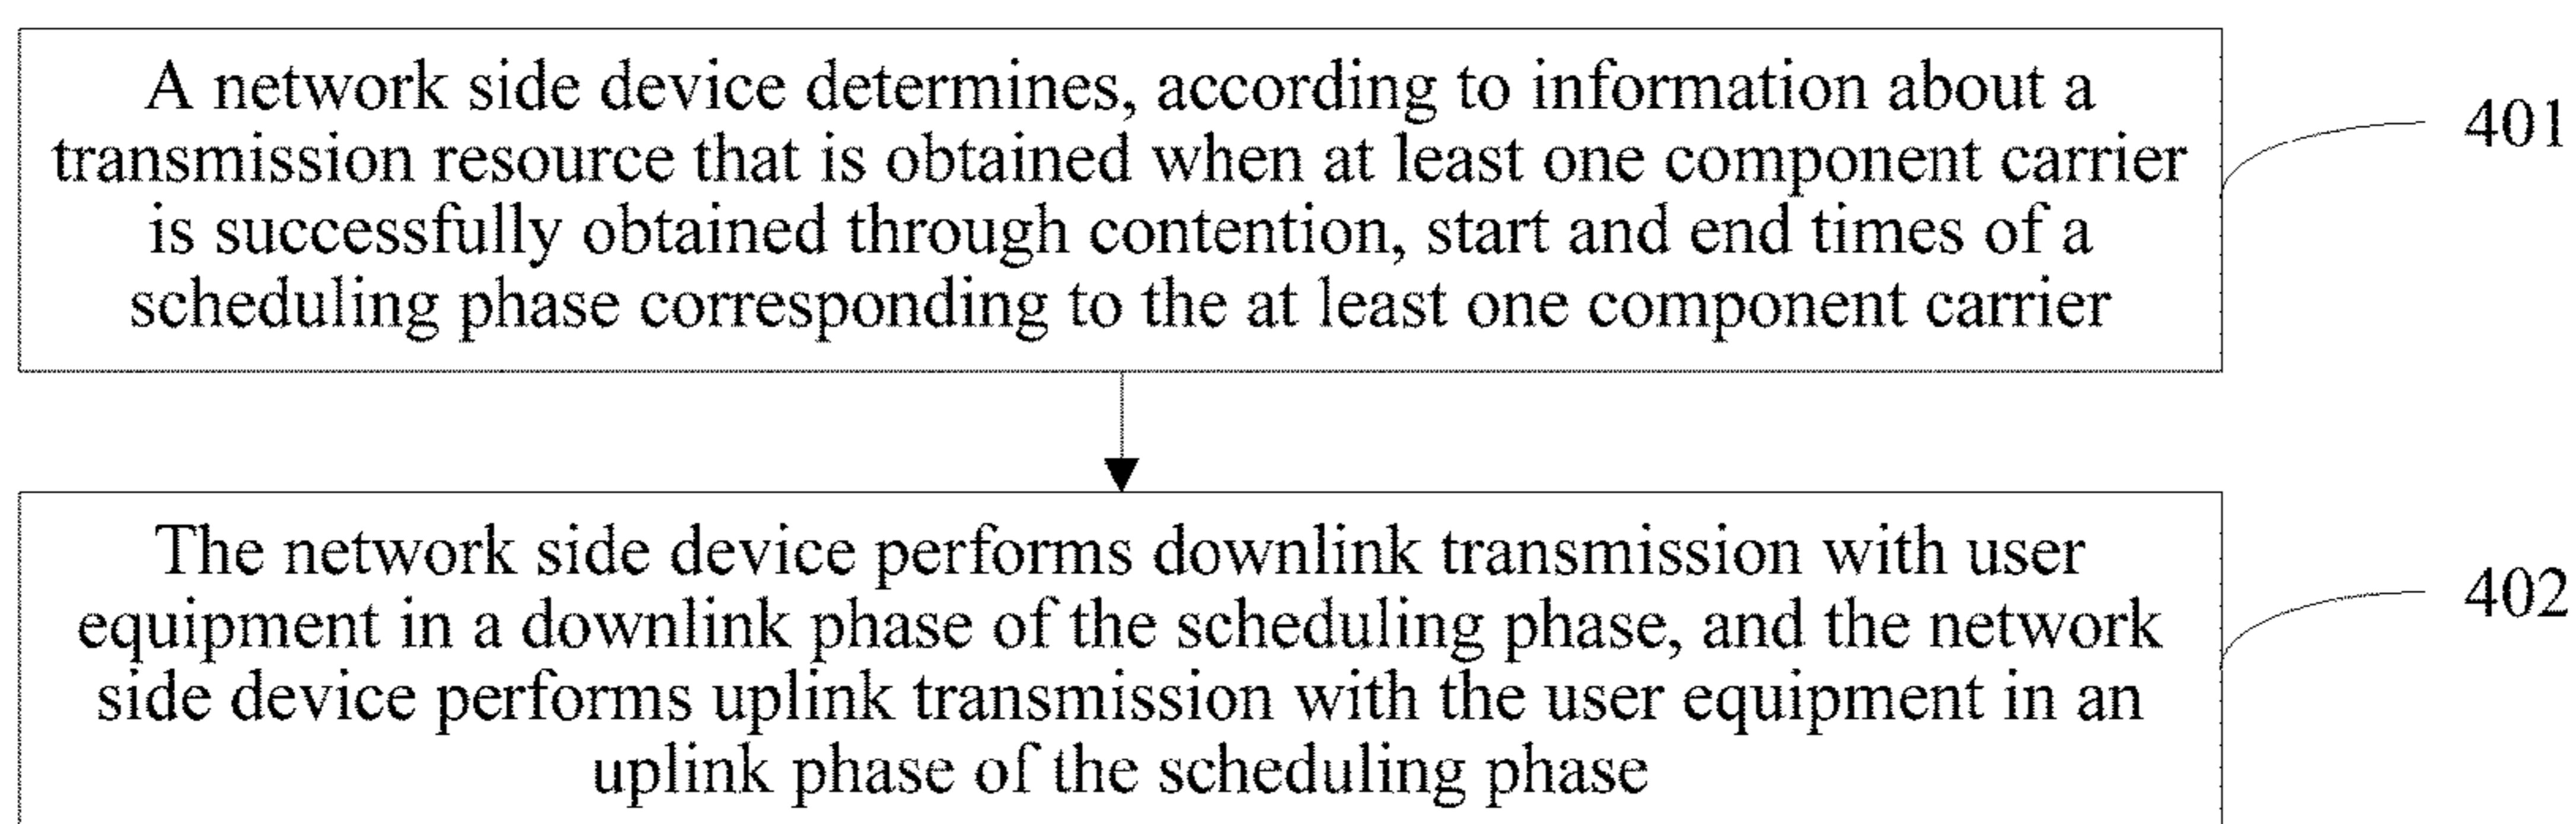 A network side device determines, according to information about a
transmission resource that is obtained when at least one component carrier
is successfully obtained through contention, start and end times of a
scheduling phase corresponding to the at least one component carrier
401
The network side device performs downlink transmission with user
equipment in a downlink phase of the scheduling phase, and the network
side device performs uplink transmission with the user equipment in an
uplink phase of the scheduling phase
402